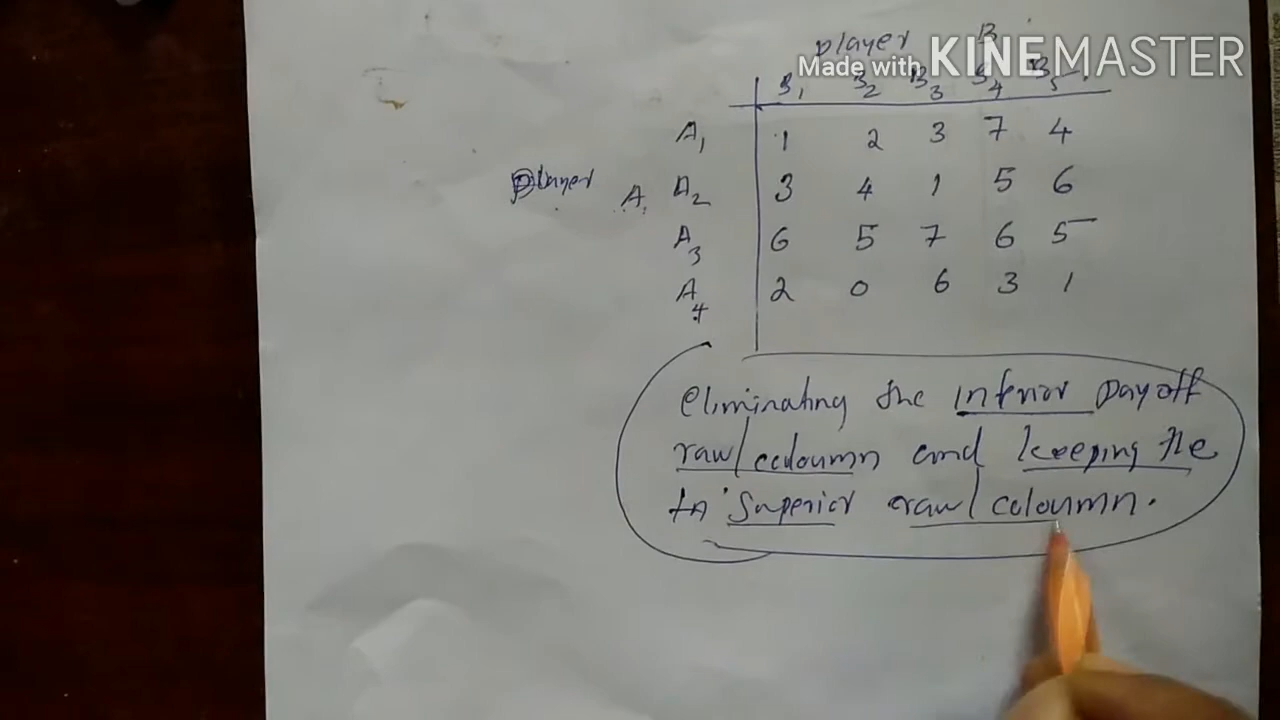 player B
Made with KINEMASTER
B1 B2 B3 B4 B5
A1 1 2 3 7 4
player A A2 3 4 1 5 6
A3 6 5 7 6 5
A4 2 0 6 3 1
eliminating the inferior payoff
raw/coloumn and keeping the
superior raw/coloumn.